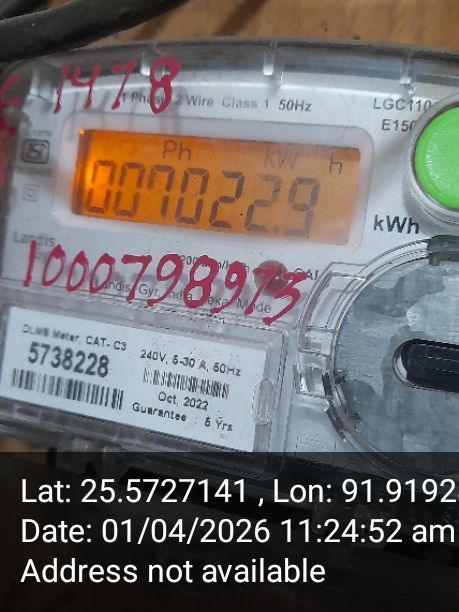 1478
1 Phase 2 Wire Class 1 50Hz
LGC110
E150
Ph kW h
007022.9
kWh
Landis
1000798973
DLMS Meter, CAT- C3
5738228
240V, 5-30 A, 50Hz
Oct, 2022
Guarantee : 5 Yrs
Lat: 25.5727141 , Lon: 91.9192
Date: 01/04/2026 11:24:52 am
Address not available